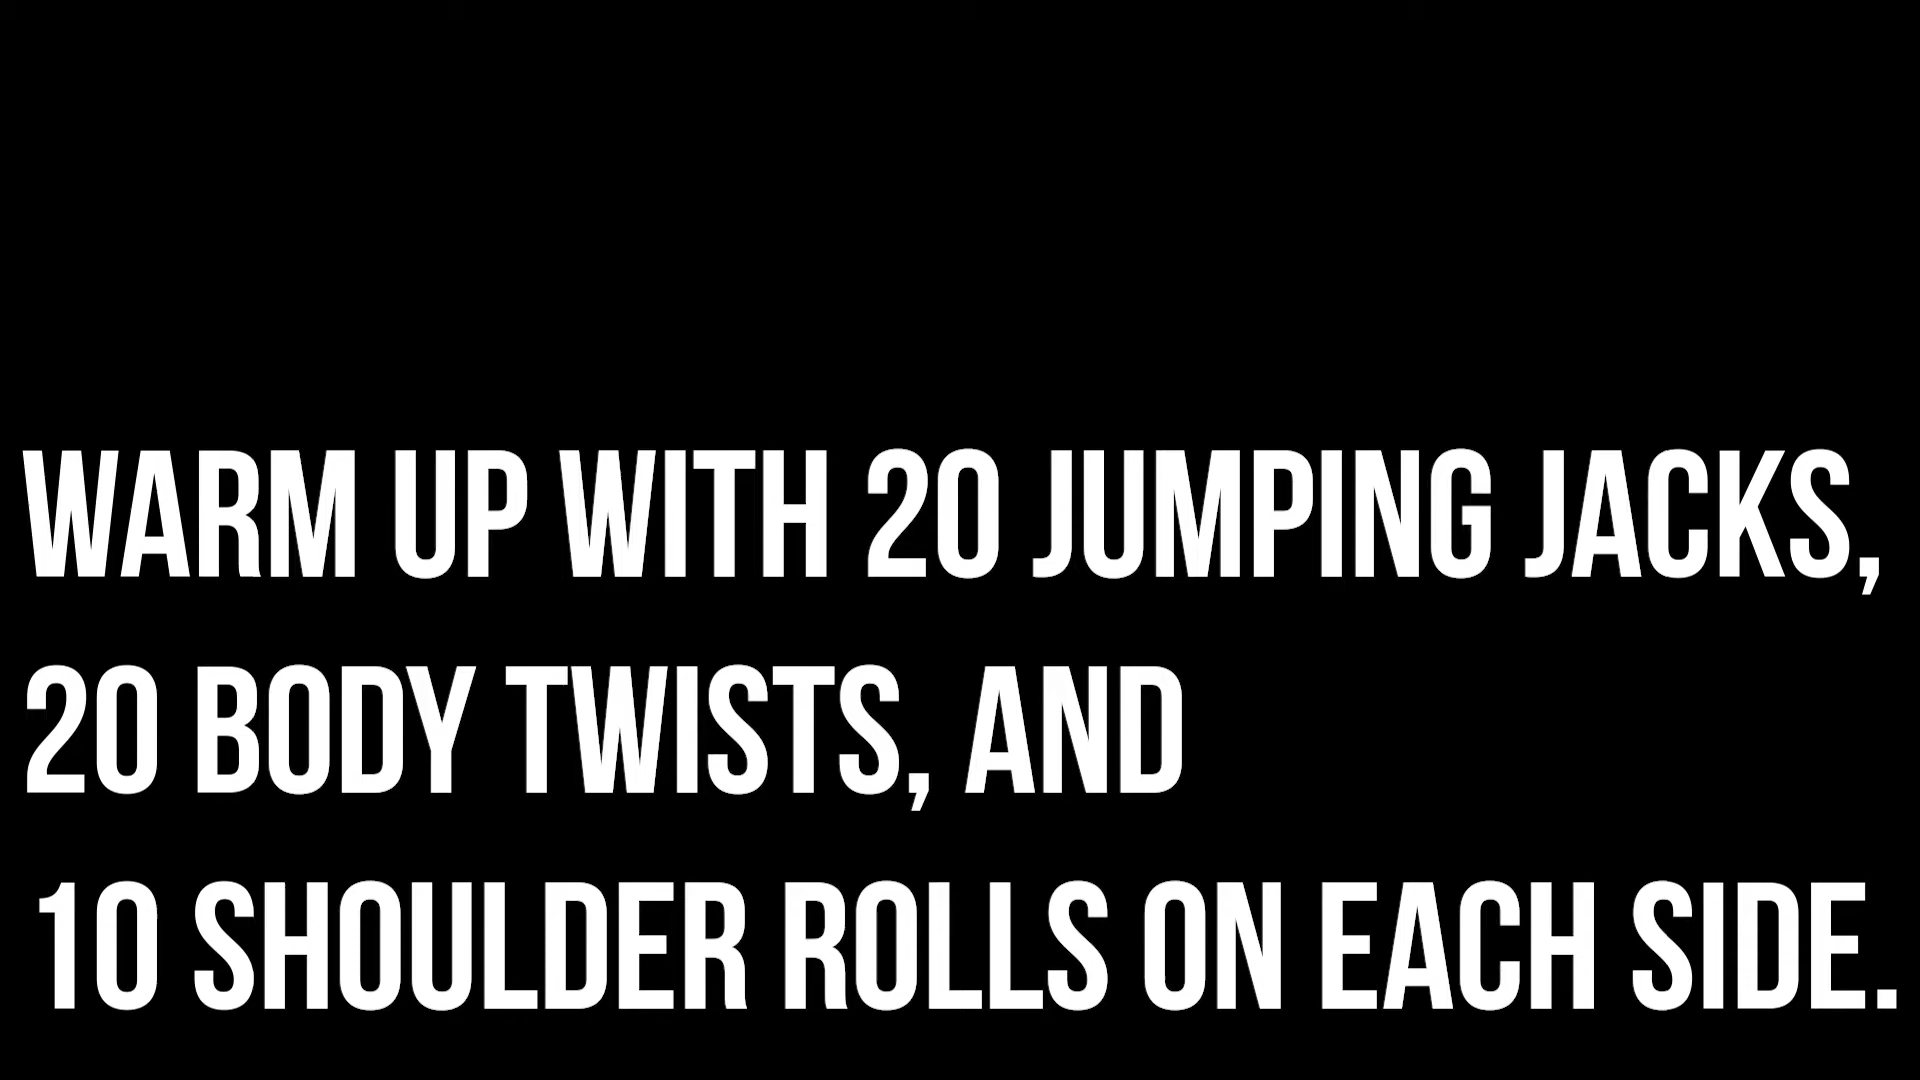 WARM UP WITH 20 JUMPING JACKS,
20 BODY TWISTS, AND
10 SHOULDER ROLLS ON EACH SIDE.